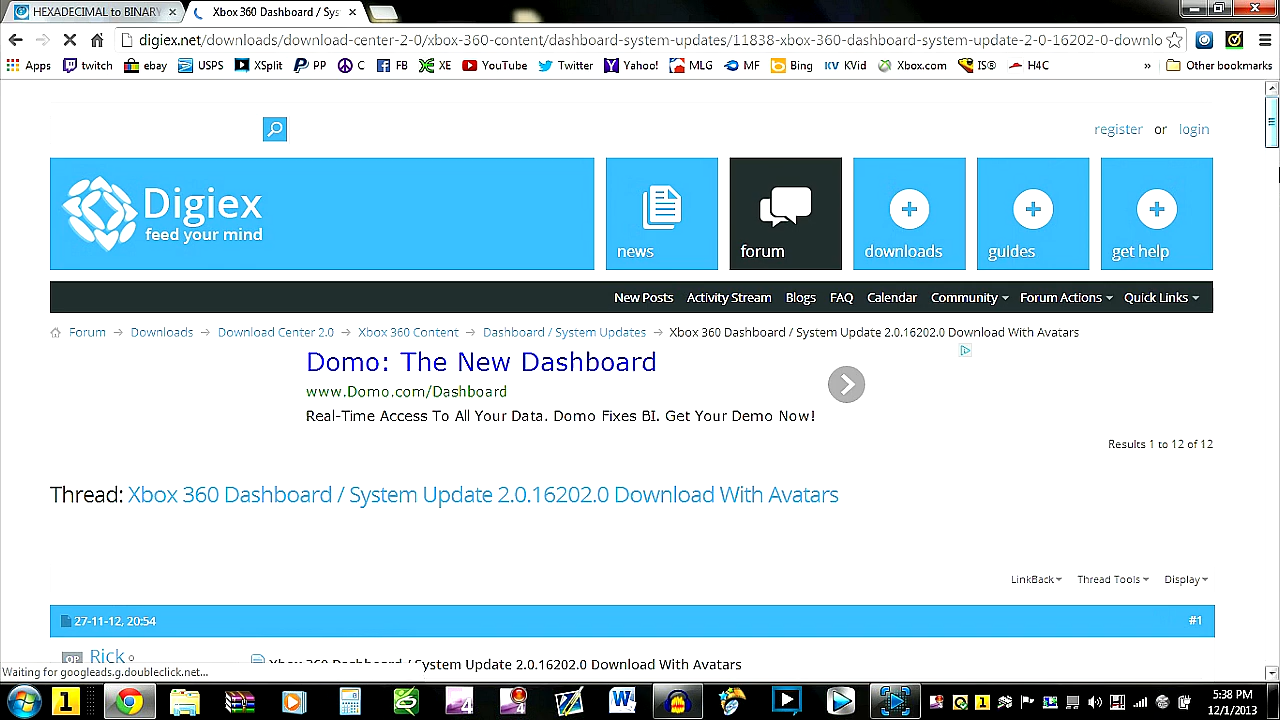 HEXADECIMAL to BINARY
Xbox 360 Dashboard / Sys
digiex.net/downloads/download-center-2-0/xbox-360-content/dashboard-system-updates/11838-xbox-360-dashboard-system-update-2-0-16202-0-downlo
Apps twitch ebay USPS XSplit PP C FB XE YouTube Twitter Yahoo! MLG MF Bing KV KVid Xbox.com IS® H4C » Other bookmarks
register or login
Digiex
feed your mind
news forum downloads guides get help
New Posts Activity Stream Blogs FAQ Calendar Community Forum Actions Quick Links
Forum → Downloads → Download Center 2.0 → Xbox 360 Content → Dashboard / System Updates → Xbox 360 Dashboard / System Update 2.0.16202.0 Download With Avatars
Domo: The New Dashboard
www.Domo.com/Dashboard
Real-Time Access To All Your Data. Domo Fixes BI. Get Your Demo Now!
Results 1 to 12 of 12
Thread: Xbox 360 Dashboard / System Update 2.0.16202.0 Download With Avatars
LinkBack Thread Tools Display
27-11-12, 20:54 #1
OP Rick
Xbox 360 Dashboard / System Update 2.0.16202.0 Download With Avatars
Waiting for googleads.g.doubleclick.net...
5:38 PM
12/1/2013